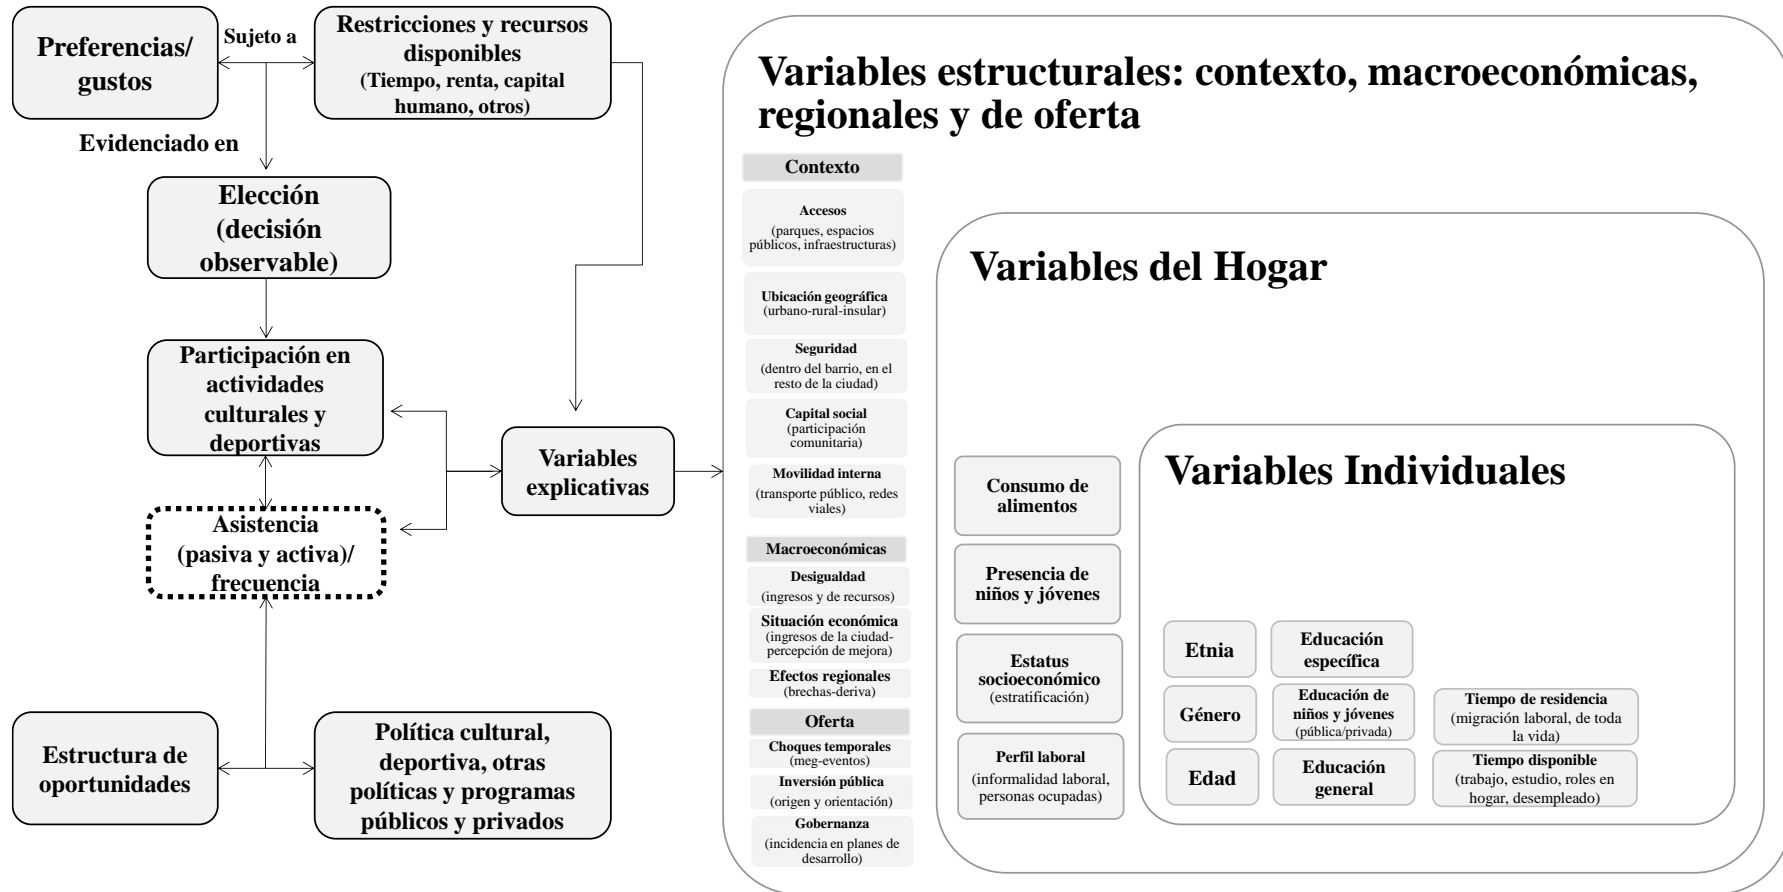 Preferencias/
gustos
Sujeto a
Restricciones y recursos
disponibles
(Tiempo, renta, capital
humano, otros)
Evidenciado en
Elección
(decisión
observable)
Participación en
actividades
culturales y
deportivas
Asistencia
(pasiva y activa)/
frecuencia
Estructura de
oportunidades
Política cultural,
deportiva, otras
políticas y programas
públicos y privados
Variables
explicativas
Variables estructurales: contexto, macroeconómicas,
regionales y de oferta
Contexto
Accesos
(parques, espacios
públicos, infraestructuras)
Ubicación geográfica
(urbano-rural-insular)
Seguridad
(dentro del barrio, en el
resto de la ciudad)
Capital social
(participación
comunitaria)
Movilidad interna
(transporte público, redes
viales)
Macroeconómicas
Desigualdad
(ingresos y de recursos)
Situación económica
(ingresos de la ciudad-
percepción de mejora)
Efectos regionales
(brechas-deriva)
Oferta
Choques temporales
(meg-eventos)
Inversión pública
(origen y orientación)
Gobernanza
(incidencia en planes de
desarrollo)
Variables del Hogar
Consumo de
alimentos
Presencia de
niños y jóvenes
Estatus
socioeconómico
(estratificación)
Perfil laboral
(informalidad laboral,
personas ocupadas)
Variables Individuales
Etnia
Género
Edad
Educación
específica
Educación de
niños y jóvenes
(pública/privada)
Educación
general
Tiempo de residencia
(migración laboral, de toda
la vida)
Tiempo disponible
(trabajo, estudio, roles en
hogar, desempleado)